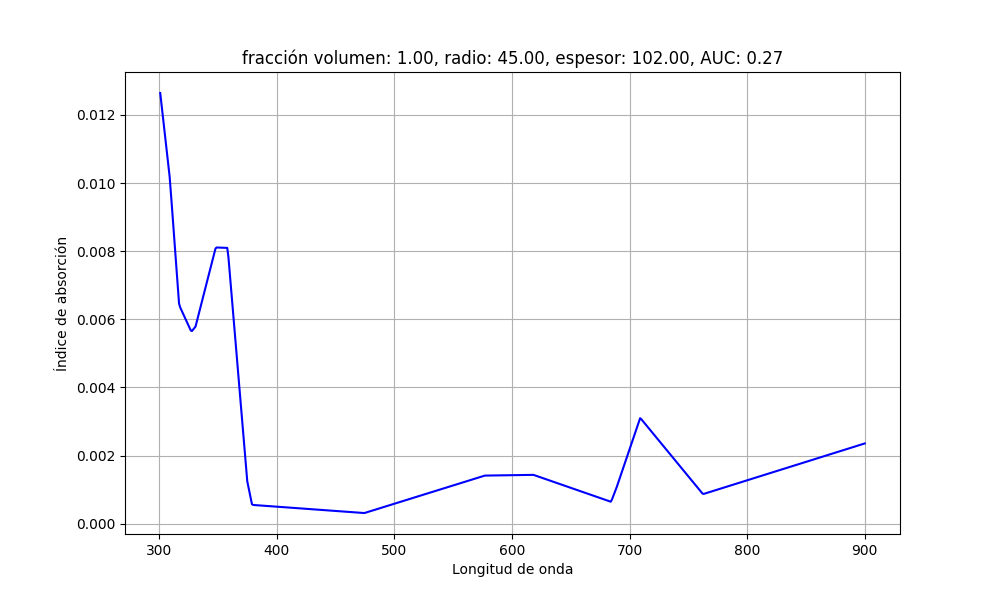 fracción volumen: 1.00, radio: 45.00, espesor: 102.00, AUC: 0.27
0.012
0.010
0.008
0.006
0.004
0.002
0.000
Índice de absorción
300 400 500 600 700 800 900
Longitud de onda